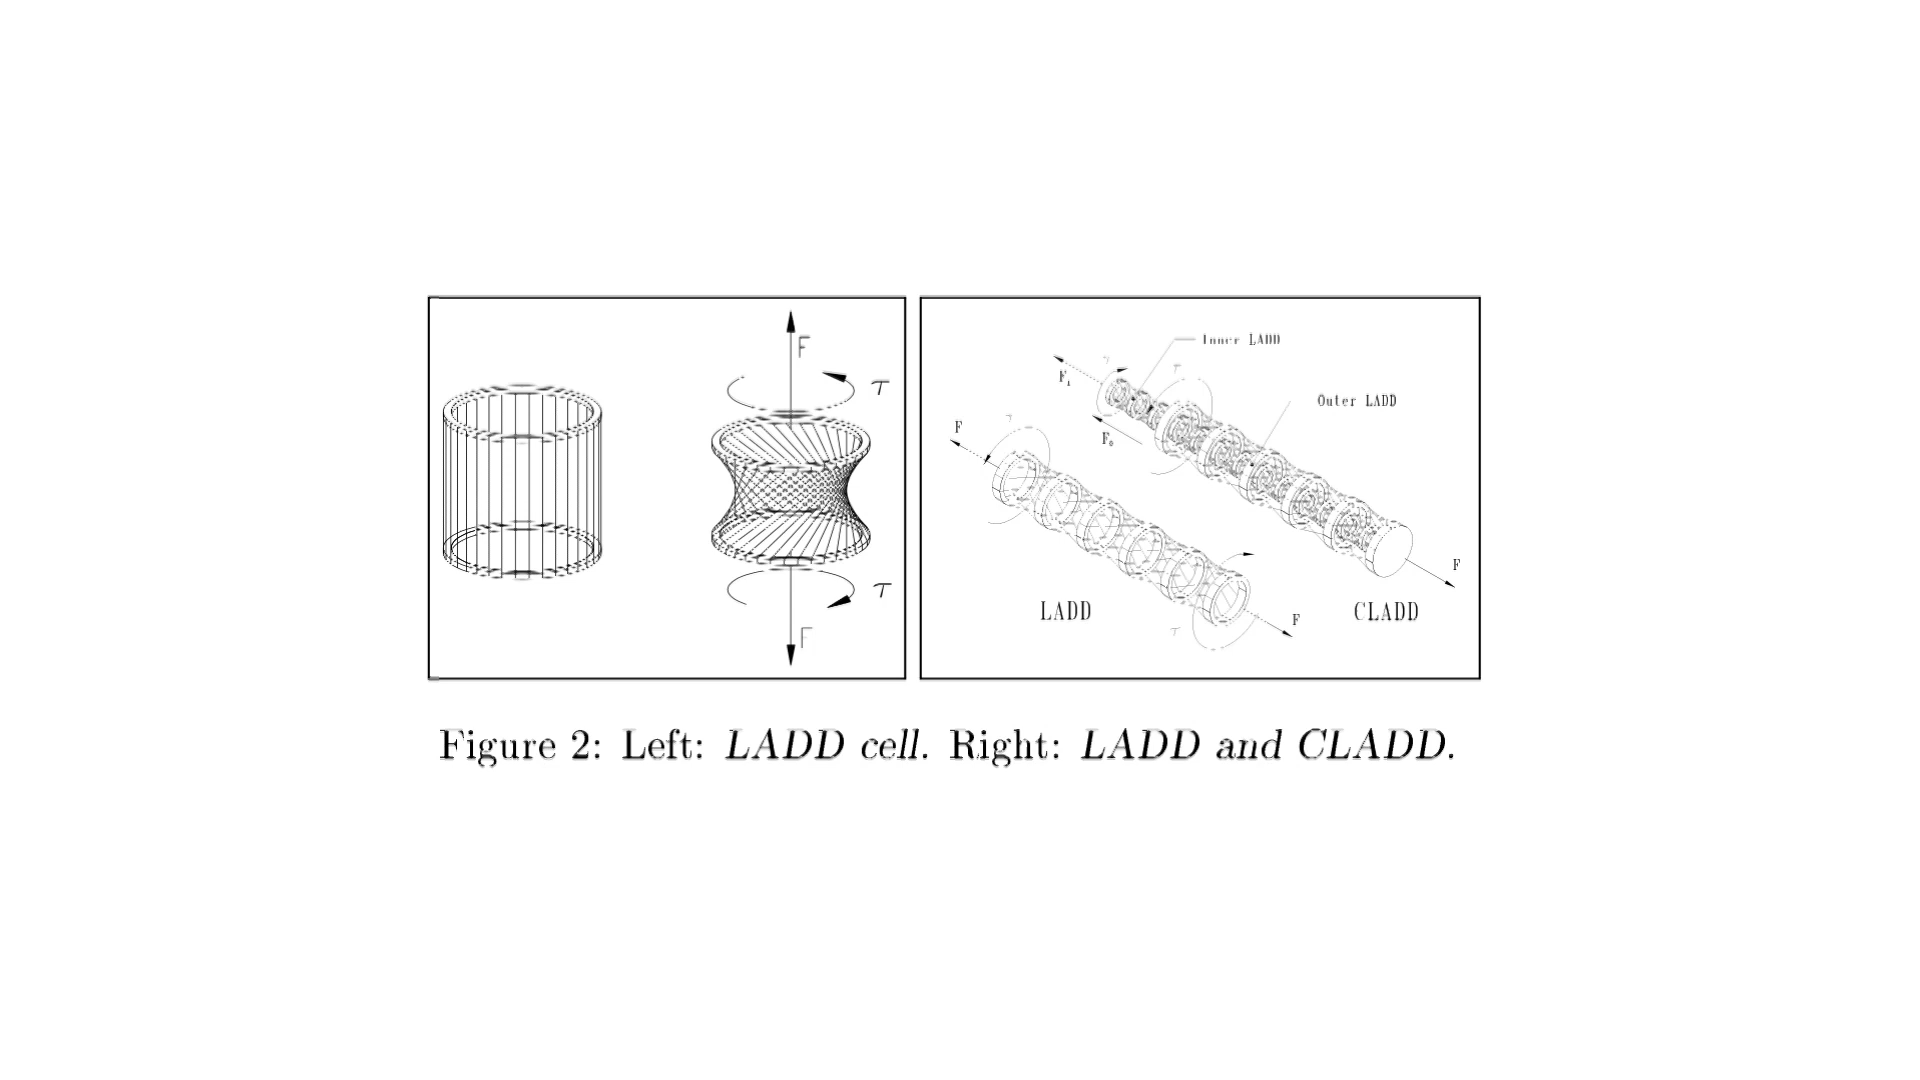 F
τ
τ
F
Inner LADD
τ
τ
F
Outer LADD
τ
F
F
F
LADD
CLADD
τ
F
Figure 2: Left: LADD cell. Right: LADD and CLADD.